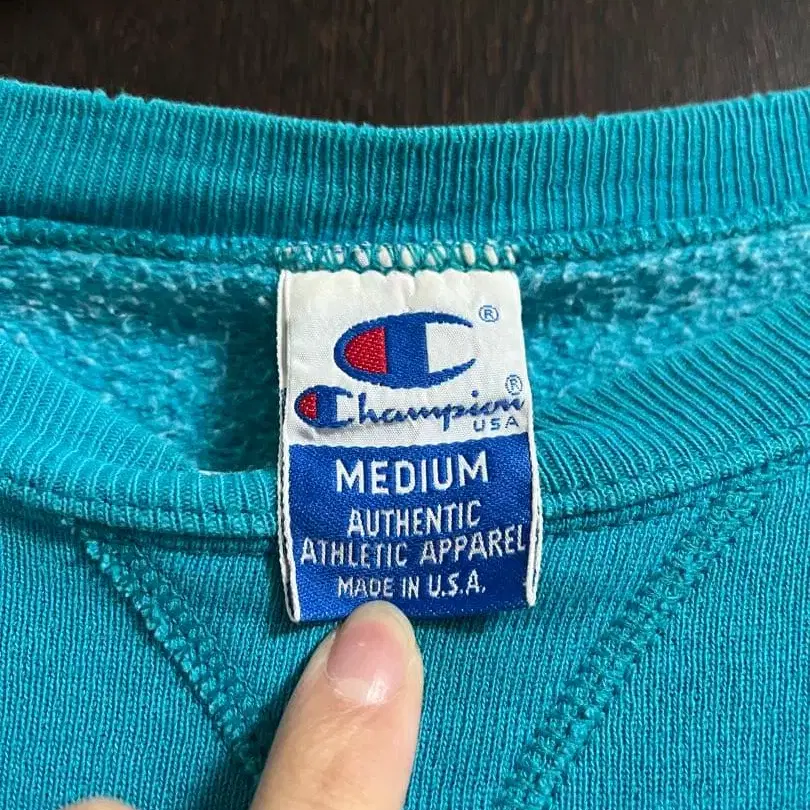 ®
Champion®
USA
MEDIUM
AUTHENTIC
ATHLETIC APPAREL
MADE IN U.S.A.